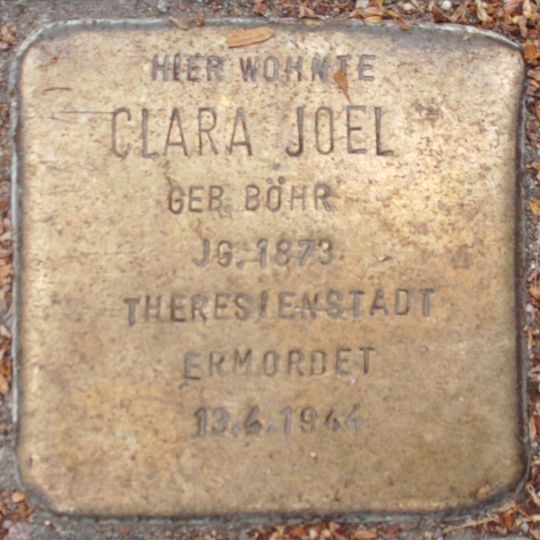 HIER WOHNTE
CLARA JOEL
GEB. BÖHR
JG. 1873
THERESIENSTADT
ERMORDET
13.4.1944